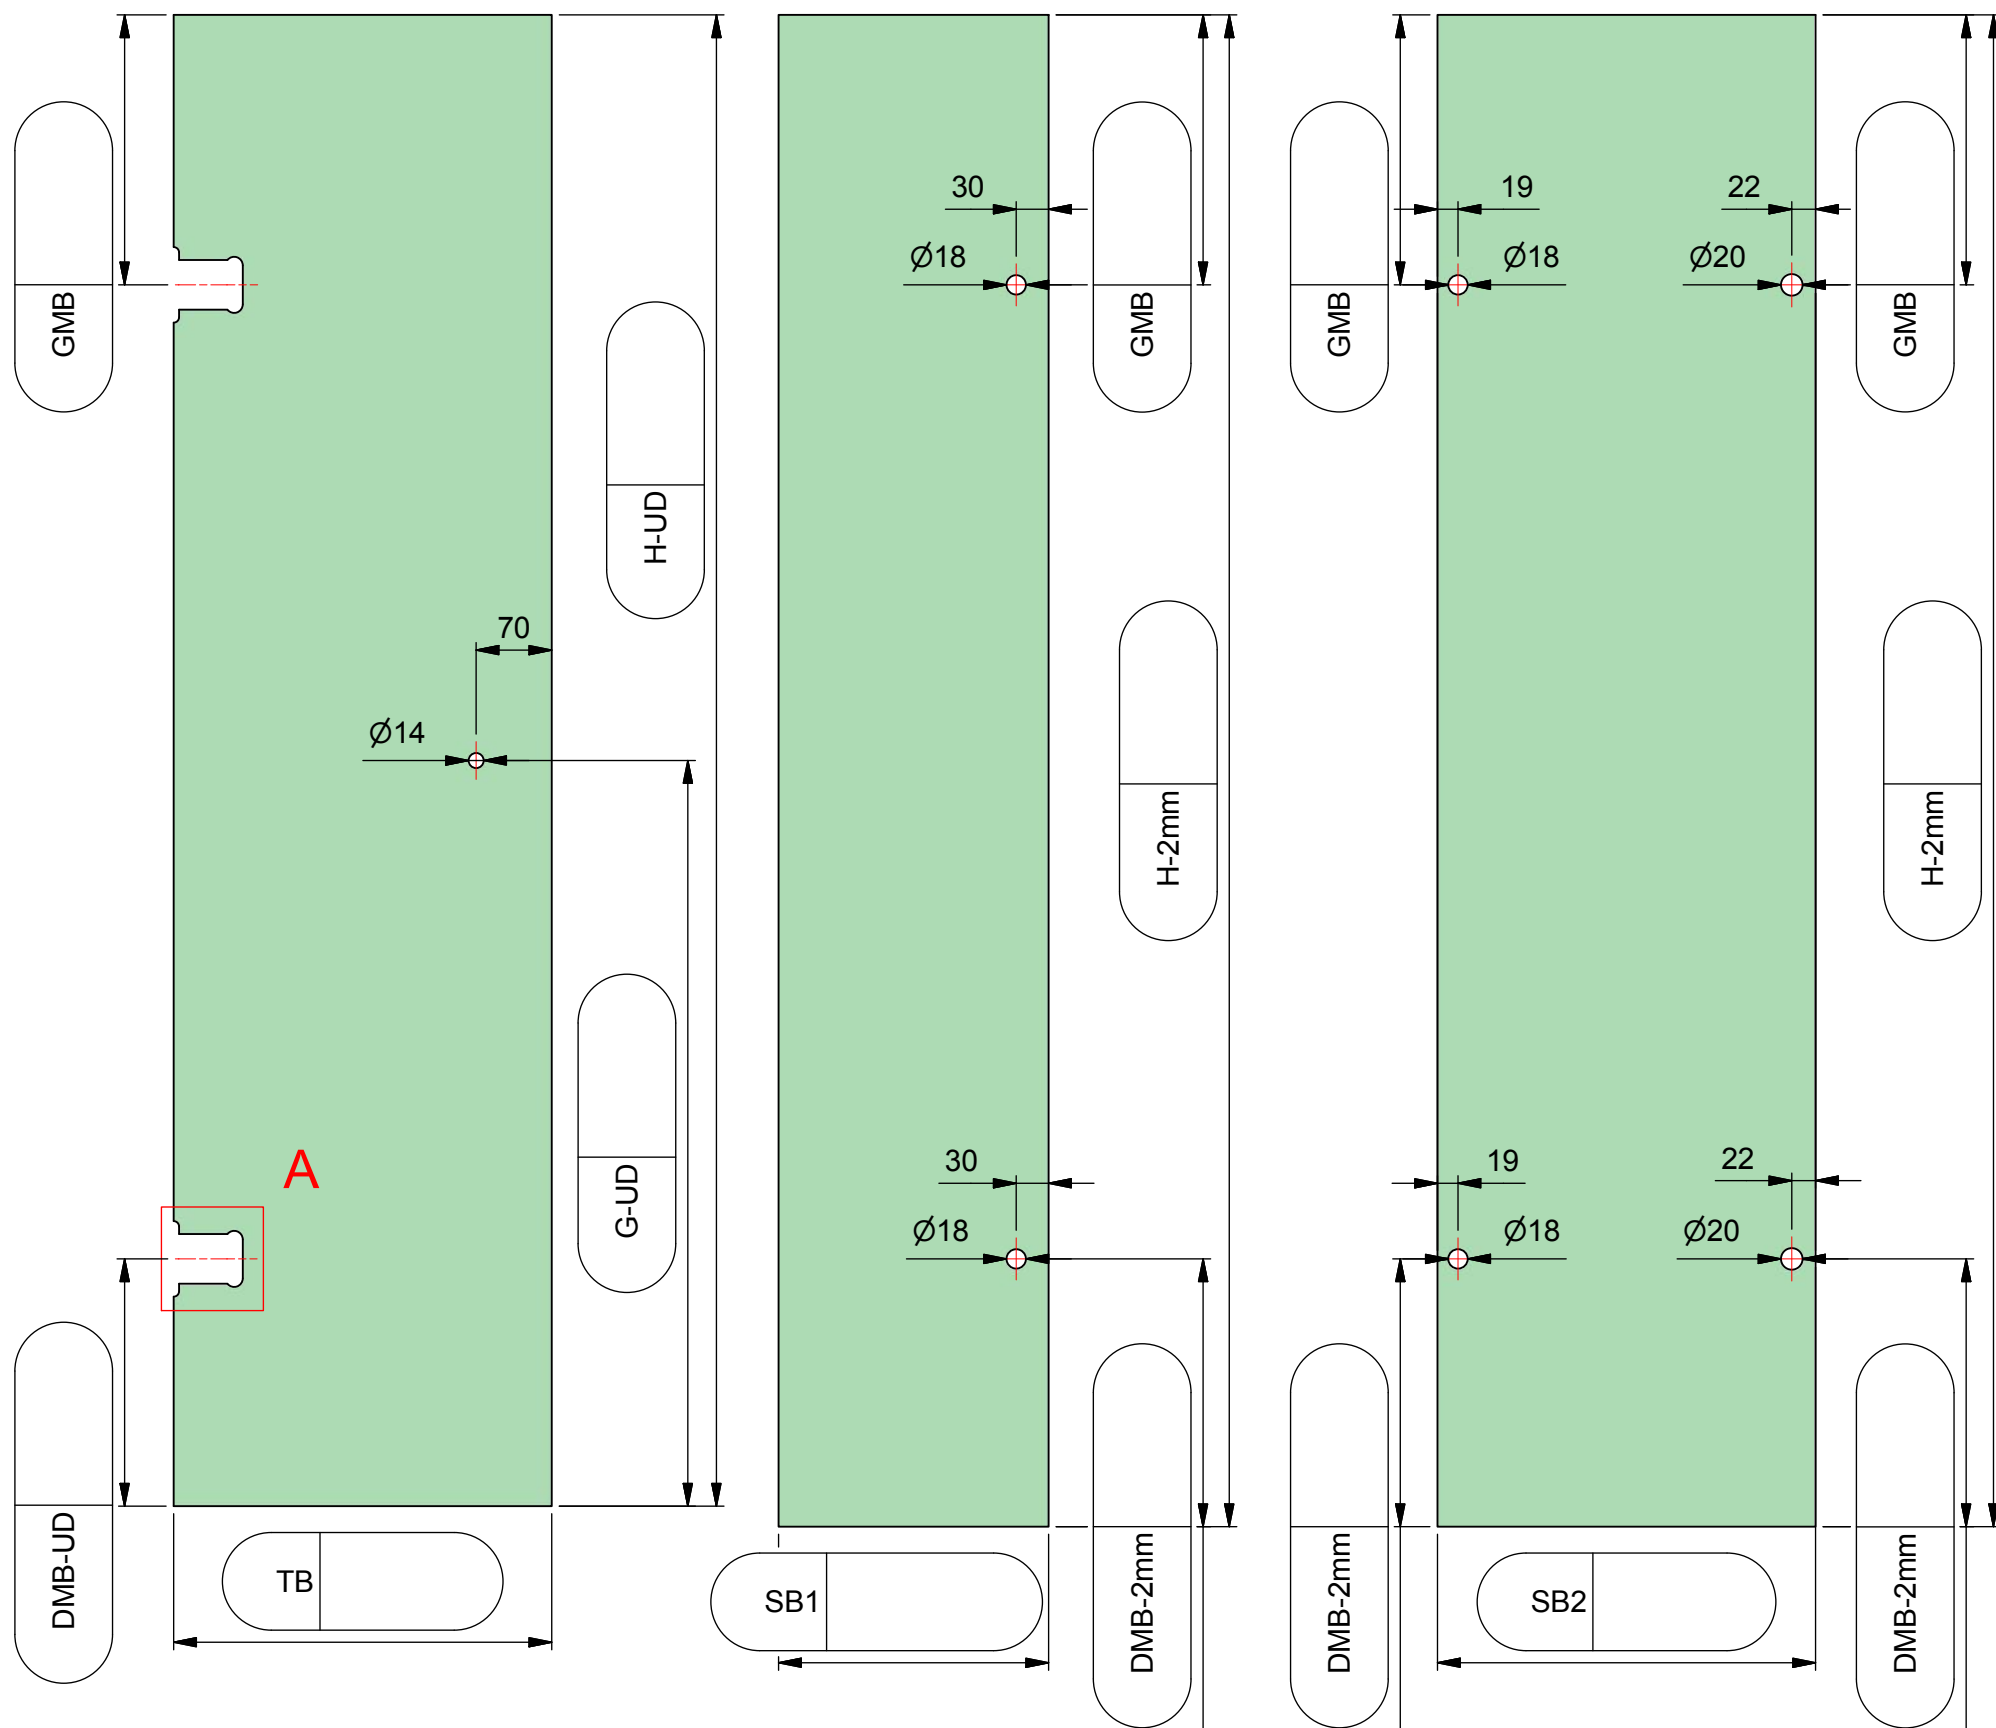 GMB
H-UD
70
Ø14
A
G-UD
DMB-UD
TB
30
Ø18
GMB
H-2mm
30
Ø18
DMB-2mm
SB1
GMB
19
Ø18
22
Ø20
GMB
H-2mm
19
Ø18
22
Ø20
DMB-2mm
SB2
DMB-2mm